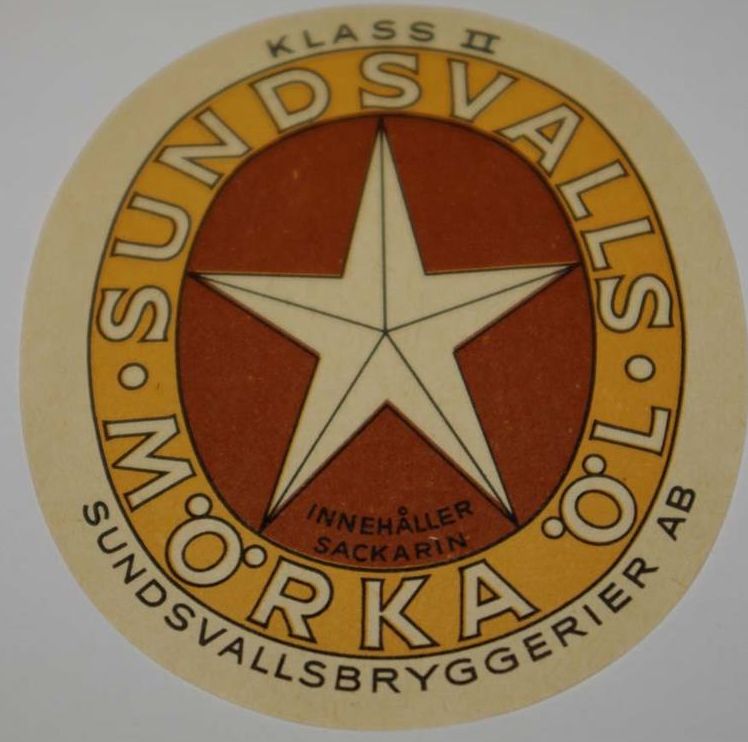 KLASS II
SUNDSVALLS
MÖRKA ÖL
INNEHÅLLER
SACKARIN
SUNDSVALLSBRYGGERIER AB